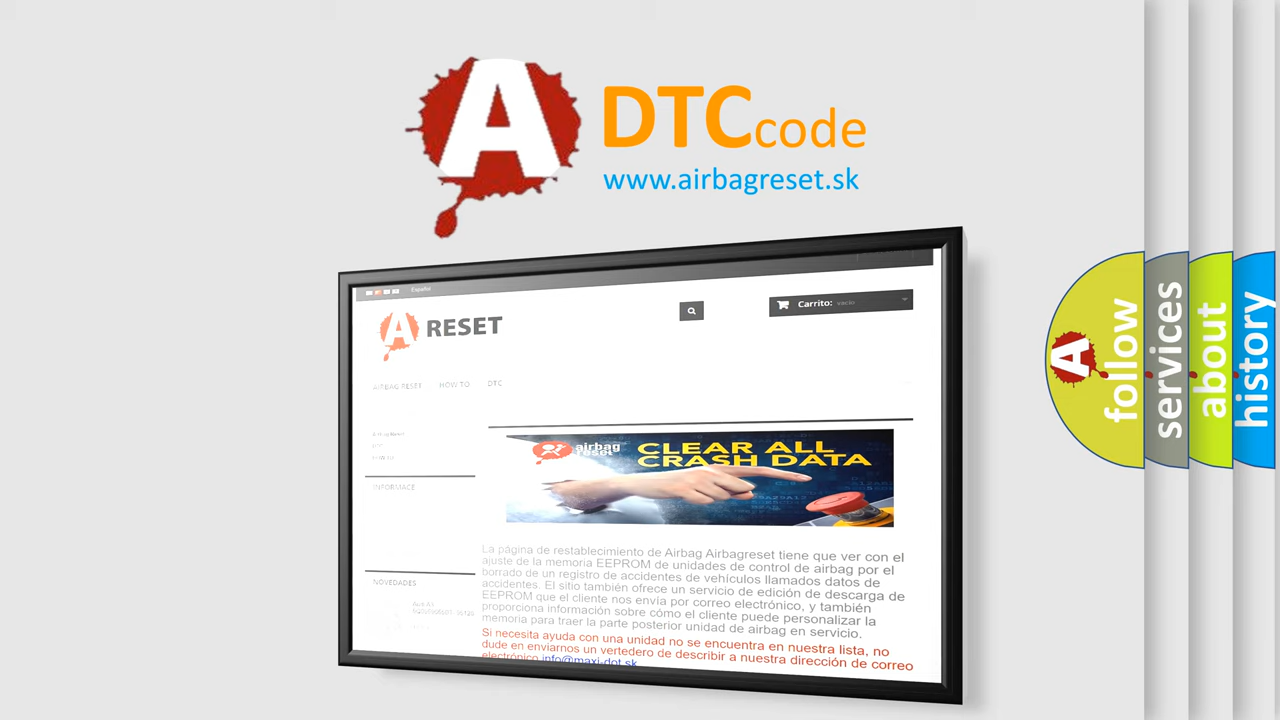 A DTCcode
www.airbagreset.sk
Español
Carrito: vacío
A RESET
AIRBAG RESET HOW TO DTC
INFORMACE
airbag
reset
CLEAR ALL
CRASH DATA
La página de restablecimiento de Airbag Airbagreset tiene que ver con el
ajuste de la memoria EEPROM de unidades de control de airbag por el
borrado de un registro de accidentes de vehículos llamados datos de
accidentes. El sitio también ofrece un servicio de edición de descarga de
EEPROM que el cliente nos envía por correo electrónico, y también
proporciona información sobre cómo el cliente puede personalizar la
memoria para traer la parte posterior unidad de airbag en servicio.
Si necesita ayuda con una unidad no se encuentra en nuestra lista, no
dude en enviarnos un vertedero de describir a nuestra dirección de correo
electrónico info@maxi-dot.sk
NOVEDADES
A follow
services
about
history